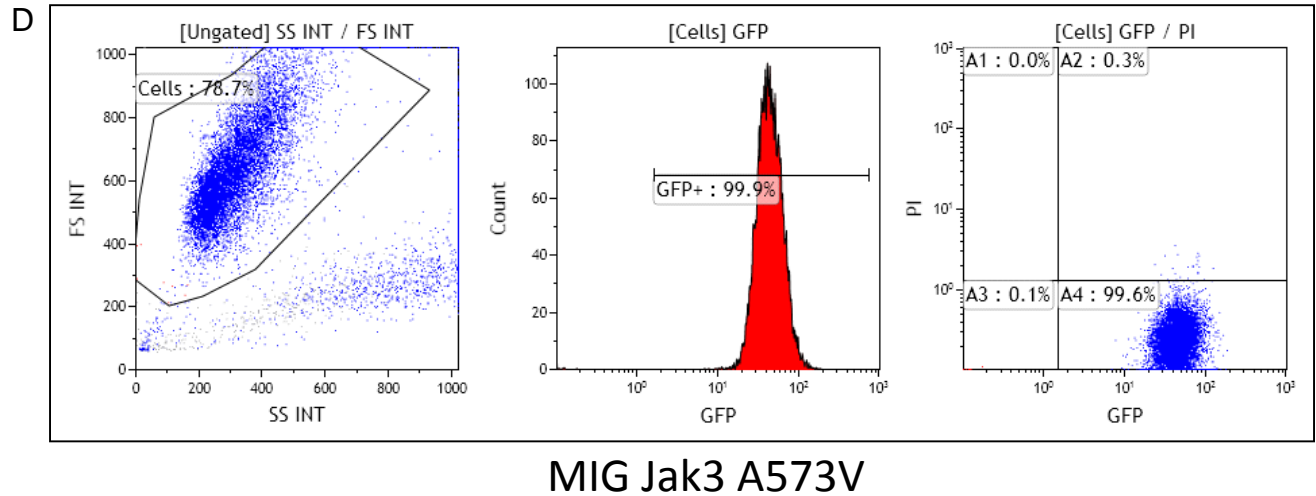 D
[Ungated] SS INT / FS INT
1000
800
600
400
200
0
FS INT
Cells : 78.7%
0 200 400 600 800 1000
SS INT
[Cells] GFP
100
80
60
40
20
0
Count
GFP+ : 99.9%
10⁰ 10¹ 10² 10³
GFP
[Cells] GFP / PI
10³
10²
10¹
10⁰
PI
A1 : 0.0% A2 : 0.3%
A3 : 0.1% A4 : 99.6%
10⁰ 10¹ 10² 10³
GFP
MIG Jak3 A573V